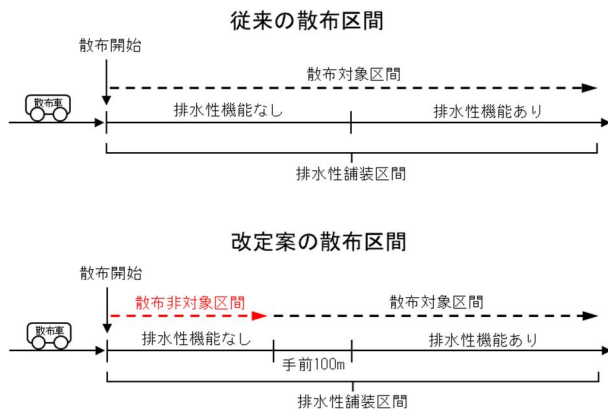 従来の散布区間
散布開始
散布対象区間
散布車
排水性機能なし
排水性機能あり
排水性舗装区間
改定案の散布区間
散布開始
散布非対象区間
散布対象区間
散布車
排水性機能なし
排水性機能あり
手前100m
排水性舗装区間